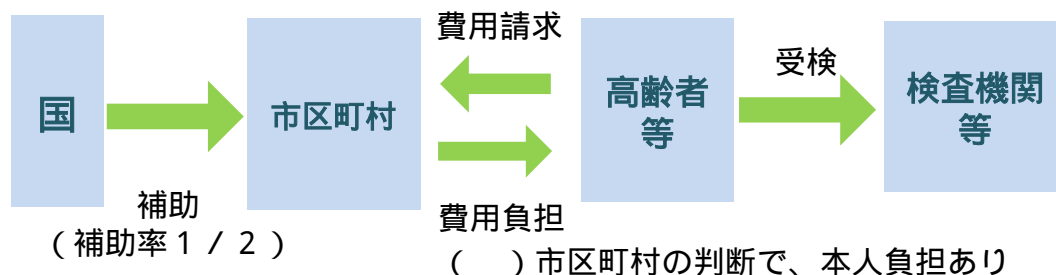 費用請求
受検
国
市区町村
高齢者
等
検査機関
等
補助
（補助率１／２）
費用負担
（　）市区町村の判断で、本人負担あり